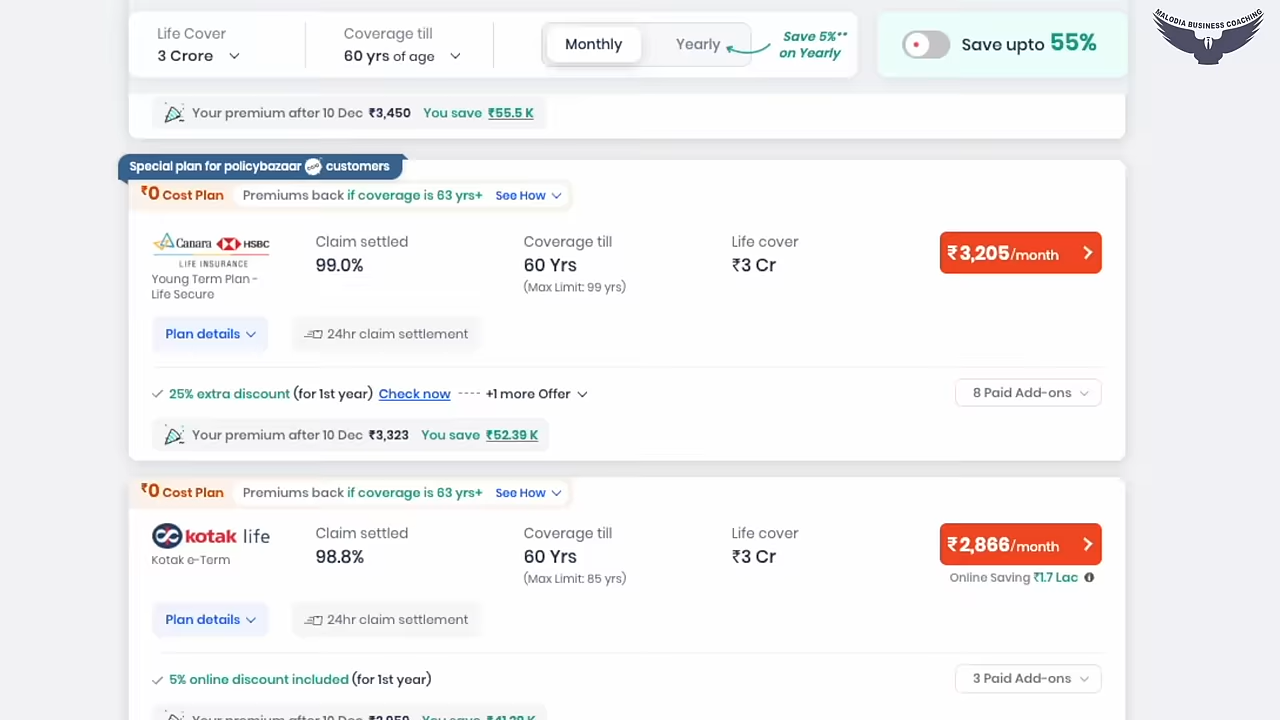 MALODIA BUSINESS COACHING
Life Cover
3 Crore
Coverage till
60 yrs of age
Monthly
Yearly
Save 5%**
on Yearly
Save upto 55%
Your premium after 10 Dec ₹3,450 You save ₹55.5 K
Special plan for policybazaar customers
₹0 Cost Plan
Premiums back if coverage is 63 yrs+ See How
Canara HSBC
LIFE INSURANCE
Young Term Plan -
Life Secure
Claim settled
99.0%
Coverage till
60 Yrs
(Max Limit: 99 yrs)
Life cover
₹3 Cr
₹3,205/month
Plan details
24hr claim settlement
25% extra discount (for 1st year) Check now ---- +1 more Offer
8 Paid Add-ons
Your premium after 10 Dec ₹3,323 You save ₹52.39 K
₹0 Cost Plan
Premiums back if coverage is 63 yrs+ See How
kotak life
Kotak e-Term
Claim settled
98.8%
Coverage till
60 Yrs
(Max Limit: 85 yrs)
Life cover
₹3 Cr
₹2,866/month
Online Saving ₹1.7 Lac
Plan details
24hr claim settlement
5% online discount included (for 1st year)
3 Paid Add-ons
Your premium after 10 Dec You save